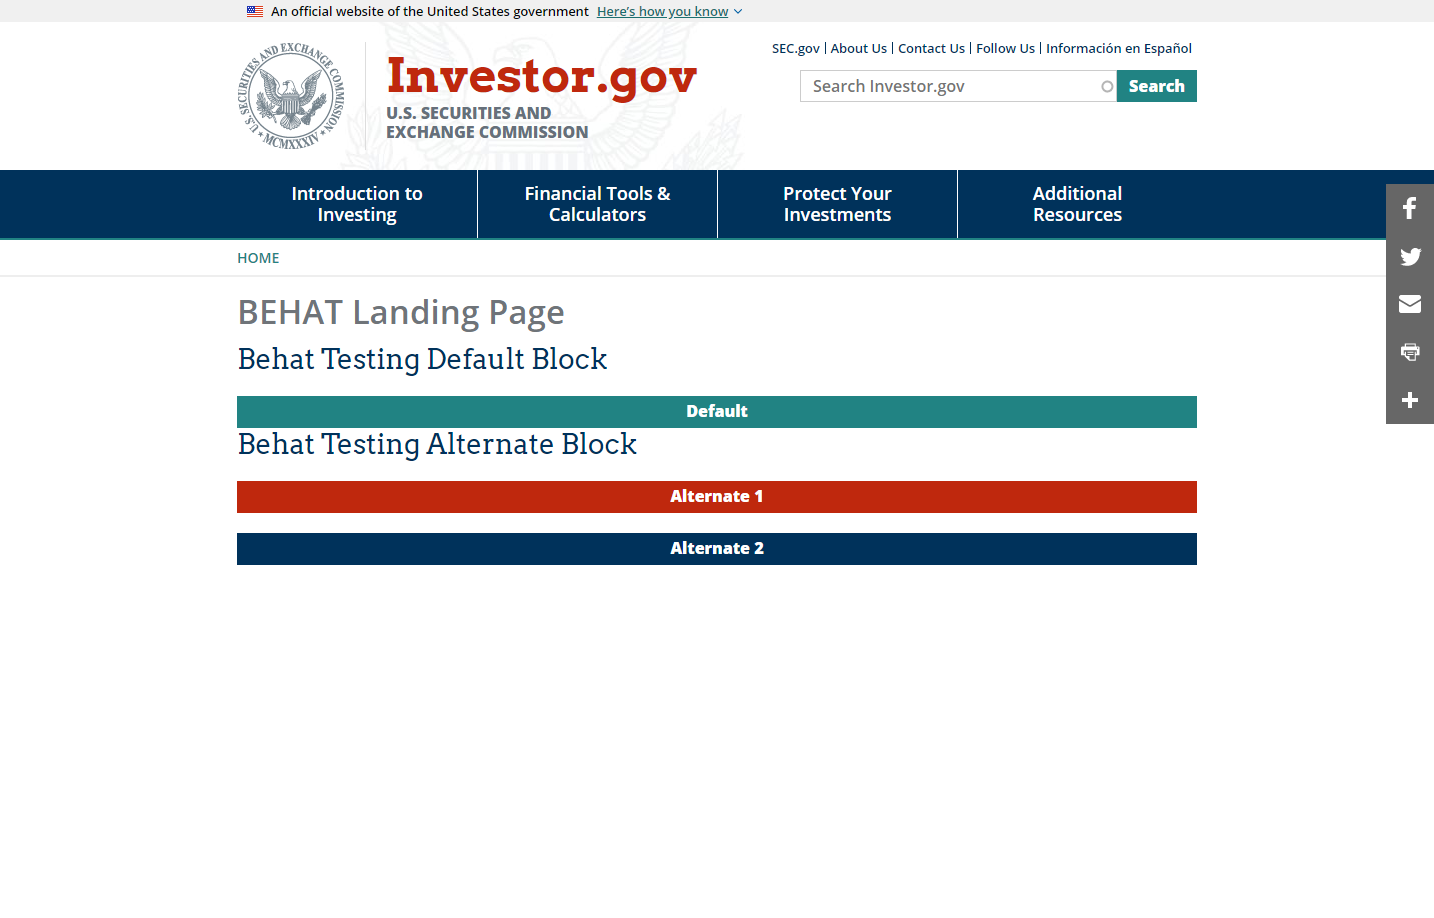 An official website of the United States government Here's how you know
SECURITIES AND EXCHANGE COMMISSION
U.S.
MCMXXXIV
Investor.gov
U.S. SECURITIES AND
EXCHANGE COMMISSION
SEC.gov | About Us | Contact Us | Follow Us | Información en Español
Search Investor.gov
Search
Introduction to
Investing
Financial Tools &
Calculators
Protect Your
Investments
Additional
Resources
HOME
BEHAT Landing Page
Behat Testing Default Block
Default
Behat Testing Alternate Block
Alternate 1
Alternate 2